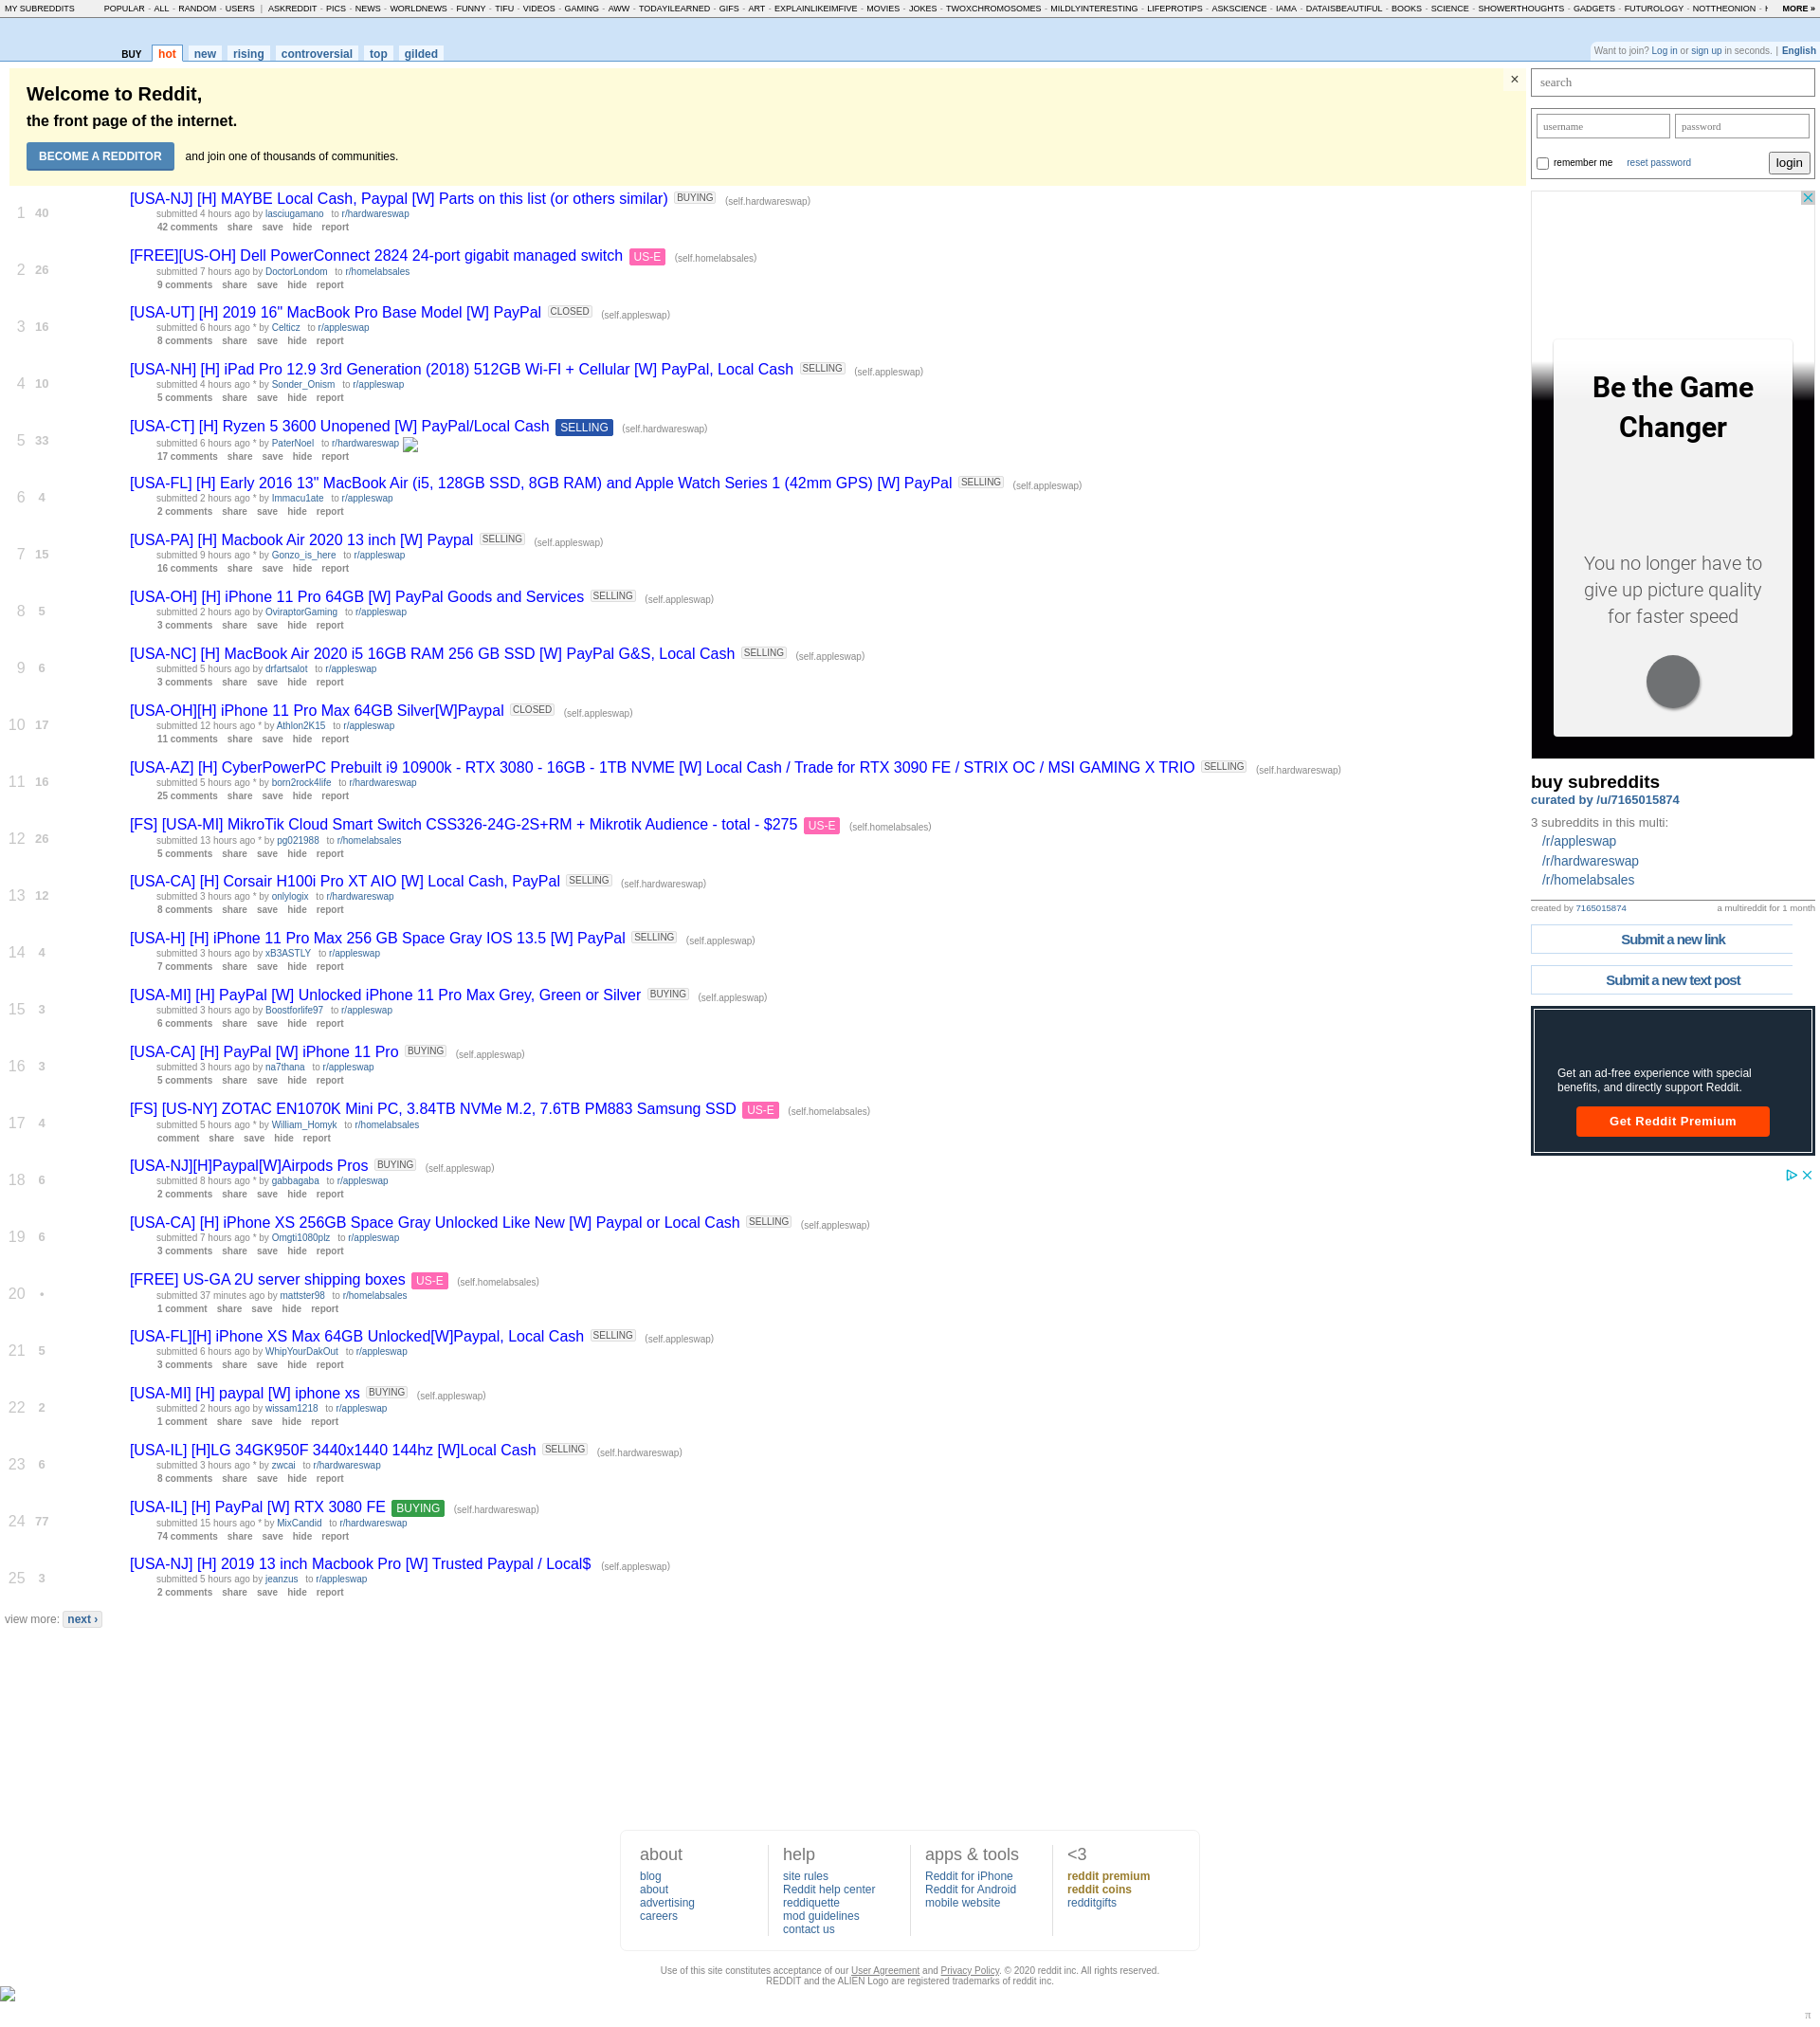 MY SUBREDDITS POPULAR - ALL - RANDOM - USERS | ASKREDDIT - PICS - NEWS - WORLDNEWS - FUNNY - TIFU - VIDEOS - GAMING - AWW - TODAYILEARNED - GIFS - ART - EXPLAINLIKEIMFIVE - MOVIES - JOKES - TWOXCHROMOSOMES - MILDLYINTERESTING - LIFEPROTIPS - ASKSCIENCE - IAMA - DATAISBEAUTIFUL - BOOKS - SCIENCE - SHOWERTHOUGHTS - GADGETS - FUTUROLOGY - NOTTHEONION - MORE »
BUY hot new rising controversial top gilded
Want to join? Log in or sign up in seconds. | English
Welcome to Reddit,
the front page of the internet.
BECOME A REDDITOR and join one of thousands of communities.
×
1 40 [USA-NJ] [H] MAYBE Local Cash, Paypal [W] Parts on this list (or others similar) BUYING (self.hardwareswap)
submitted 4 hours ago by lasciugamano to r/hardwareswap
42 comments share save hide report
2 26 [FREE][US-OH] Dell PowerConnect 2824 24-port gigabit managed switch US-E (self.homelabsales)
submitted 7 hours ago by DoctorLondom to r/homelabsales
9 comments share save hide report
3 16 [USA-UT] [H] 2019 16" MacBook Pro Base Model [W] PayPal CLOSED (self.appleswap)
submitted 6 hours ago * by Celticz to r/appleswap
8 comments share save hide report
4 10 [USA-NH] [H] iPad Pro 12.9 3rd Generation (2018) 512GB Wi-FI + Cellular [W] PayPal, Local Cash SELLING (self.appleswap)
submitted 4 hours ago * by Sonder_Onism to r/appleswap
5 comments share save hide report
5 33 [USA-CT] [H] Ryzen 5 3600 Unopened [W] PayPal/Local Cash SELLING (self.hardwareswap)
submitted 6 hours ago * by PaterNoel to r/hardwareswap
17 comments share save hide report
6 4 [USA-FL] [H] Early 2016 13" MacBook Air (i5, 128GB SSD, 8GB RAM) and Apple Watch Series 1 (42mm GPS) [W] PayPal SELLING (self.appleswap)
submitted 2 hours ago * by Immacu1ate to r/appleswap
2 comments share save hide report
7 15 [USA-PA] [H] Macbook Air 2020 13 inch [W] Paypal SELLING (self.appleswap)
submitted 9 hours ago * by Gonzo_is_here to r/appleswap
16 comments share save hide report
8 5 [USA-OH] [H] iPhone 11 Pro 64GB [W] PayPal Goods and Services SELLING (self.appleswap)
submitted 2 hours ago by OviraptorGaming to r/appleswap
3 comments share save hide report
9 6 [USA-NC] [H] MacBook Air 2020 i5 16GB RAM 256 GB SSD [W] PayPal G&S, Local Cash SELLING (self.appleswap)
submitted 5 hours ago by drfartsalot to r/appleswap
3 comments share save hide report
10 17 [USA-OH][H] iPhone 11 Pro Max 64GB Silver[W]Paypal CLOSED (self.appleswap)
submitted 12 hours ago * by Athlon2K15 to r/appleswap
11 comments share save hide report
11 16 [USA-AZ] [H] CyberPowerPC Prebuilt i9 10900k - RTX 3080 - 16GB - 1TB NVME [W] Local Cash / Trade for RTX 3090 FE / STRIX OC / MSI GAMING X TRIO SELLING (self.hardwareswap)
submitted 5 hours ago by born2rock4life to r/hardwareswap
25 comments share save hide report
12 26 [FS] [USA-MI] MikroTik Cloud Smart Switch CSS326-24G-2S+RM + Mikrotik Audience - total - $275 US-E (self.homelabsales)
submitted 13 hours ago * by pg021988 to r/homelabsales
5 comments share save hide report
13 12 [USA-CA] [H] Corsair H100i Pro XT AIO [W] Local Cash, PayPal SELLING (self.hardwareswap)
submitted 3 hours ago * by onlylogix to r/hardwareswap
8 comments share save hide report
14 4 [USA-H] [H] iPhone 11 Pro Max 256 GB Space Gray IOS 13.5 [W] PayPal SELLING (self.appleswap)
submitted 3 hours ago by xB3ASTLY to r/appleswap
7 comments share save hide report
15 3 [USA-MI] [H] PayPal [W] Unlocked iPhone 11 Pro Max Grey, Green or Silver BUYING (self.appleswap)
submitted 3 hours ago by Boostforlife97 to r/appleswap
6 comments share save hide report
16 3 [USA-CA] [H] PayPal [W] iPhone 11 Pro BUYING (self.appleswap)
submitted 3 hours ago by na7thana to r/appleswap
5 comments share save hide report
17 4 [FS] [US-NY] ZOTAC EN1070K Mini PC, 3.84TB NVMe M.2, 7.6TB PM883 Samsung SSD US-E (self.homelabsales)
submitted 5 hours ago * by William_Homyk to r/homelabsales
comment share save hide report
18 6 [USA-NJ][H]Paypal[W]Airpods Pros BUYING (self.appleswap)
submitted 8 hours ago * by gabbagaba to r/appleswap
2 comments share save hide report
19 6 [USA-CA] [H] iPhone XS 256GB Space Gray Unlocked Like New [W] Paypal or Local Cash SELLING (self.appleswap)
submitted 7 hours ago * by Omgti1080plz to r/appleswap
3 comments share save hide report
20 • [FREE] US-GA 2U server shipping boxes US-E (self.homelabsales)
submitted 37 minutes ago by mattster98 to r/homelabsales
1 comment share save hide report
21 5 [USA-FL][H] iPhone XS Max 64GB Unlocked[W]Paypal, Local Cash SELLING (self.appleswap)
submitted 6 hours ago by WhipYourDakOut to r/appleswap
3 comments share save hide report
22 2 [USA-MI] [H] paypal [W] iphone xs BUYING (self.appleswap)
submitted 2 hours ago by wissam1218 to r/appleswap
1 comment share save hide report
23 6 [USA-IL] [H]LG 34GK950F 3440x1440 144hz [W]Local Cash SELLING (self.hardwareswap)
submitted 3 hours ago * by zwcai to r/hardwareswap
8 comments share save hide report
24 77 [USA-IL] [H] PayPal [W] RTX 3080 FE BUYING (self.hardwareswap)
submitted 15 hours ago * by MixCandid to r/hardwareswap
74 comments share save hide report
25 3 [USA-NJ] [H] 2019 13 inch Macbook Pro [W] Trusted Paypal / Local$ (self.appleswap)
submitted 5 hours ago by jeanzus to r/appleswap
2 comments share save hide report
view more: next ›
search
username password
remember me reset password login
Be the Game
Changer
You no longer have to
give up picture quality
for faster speed
buy subreddits
curated by /u/7165015874
3 subreddits in this multi:
/r/appleswap
/r/hardwareswap
/r/homelabsales
created by 7165015874 a multireddit for 1 month
Submit a new link
Submit a new text post
Get an ad-free experience with special
benefits, and directly support Reddit.
Get Reddit Premium
about
blog
about
advertising
careers
help
site rules
Reddit help center
reddiquette
mod guidelines
contact us
apps & tools
Reddit for iPhone
Reddit for Android
mobile website
<3
reddit premium
reddit coins
redditgifts
Use of this site constitutes acceptance of our User Agreement and Privacy Policy. © 2020 reddit inc. All rights reserved.
REDDIT and the ALIEN Logo are registered trademarks of reddit inc.
π